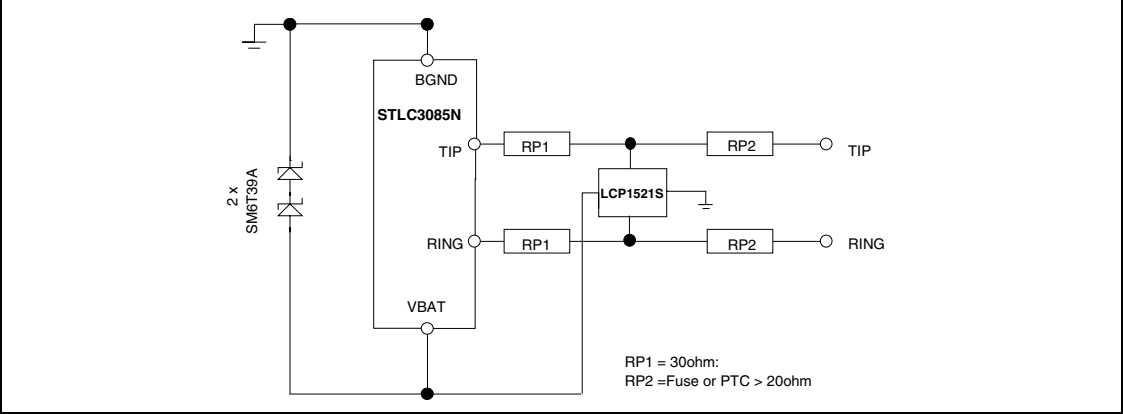 BGND
STLC3085N
TIP
RP1
RP2
TIP
LCP1521S
2 x
SM6T39A
RING
RP1
RP2
RING
VBAT
RP1 = 30ohm:
RP2 =Fuse or PTC > 20ohm